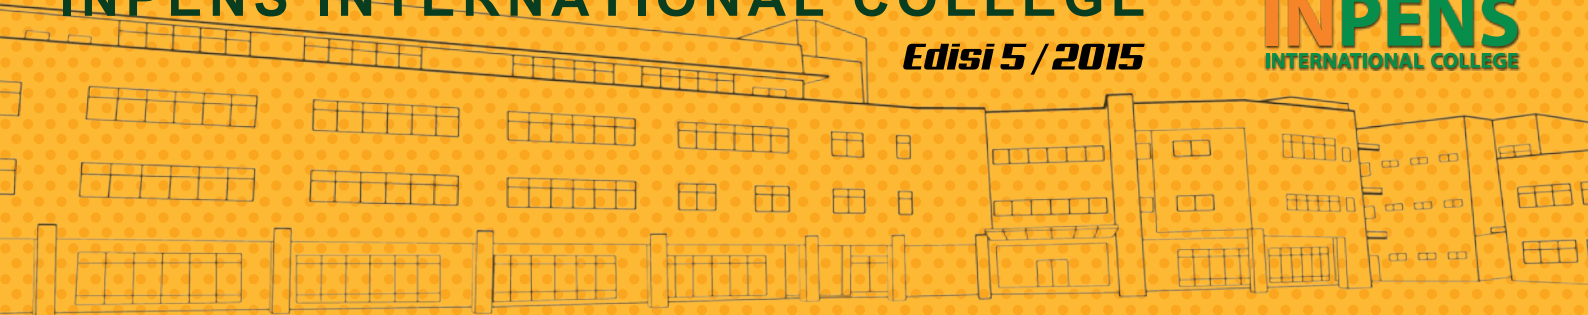 INPENS INTERNATIONAL COLLEGE
Edisi 5 / 2015
INPENS
INTERNATIONAL COLLEGE